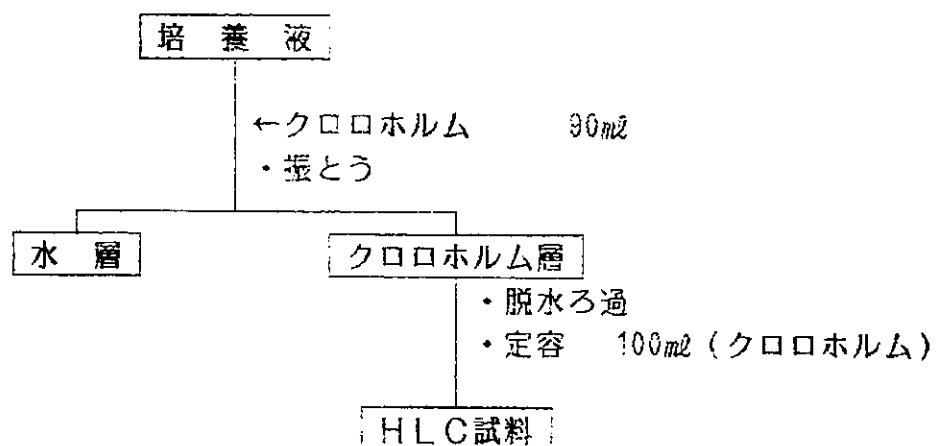 培養液
←クロロホルム 90㎖
・振とう
水層
クロロホルム層
・脱水ろ過
・定容 100㎖（クロロホルム）
HLC試料